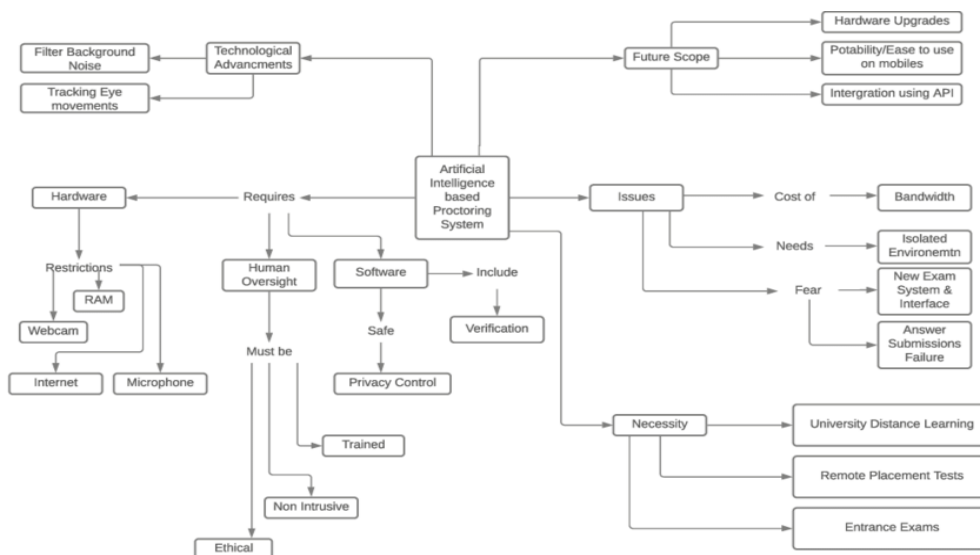 Hardware Upgrades
Filter Background
Noise
Technological
Advancments
Future Scope
Potability/Ease to use
on mobiles
Tracking Eye
movements
Intergration using API
Artificial
Intelligence
based
Proctoring
System
Hardware
Requires
Issues
Cost of
Bandwidth
Restrictions
RAM
Webcam
Internet
Microphone
Human
Oversight
Software
Include
Verification
Safe
Privacy Control
Must be
Trained
Non Intrusive
Ethical
Needs
Isolated
Environemtn
Fear
New Exam
System &
Interface
Answer
Submissions
Failure
Necessity
University Distance Learning
Remote Placement Tests
Entrance Exams